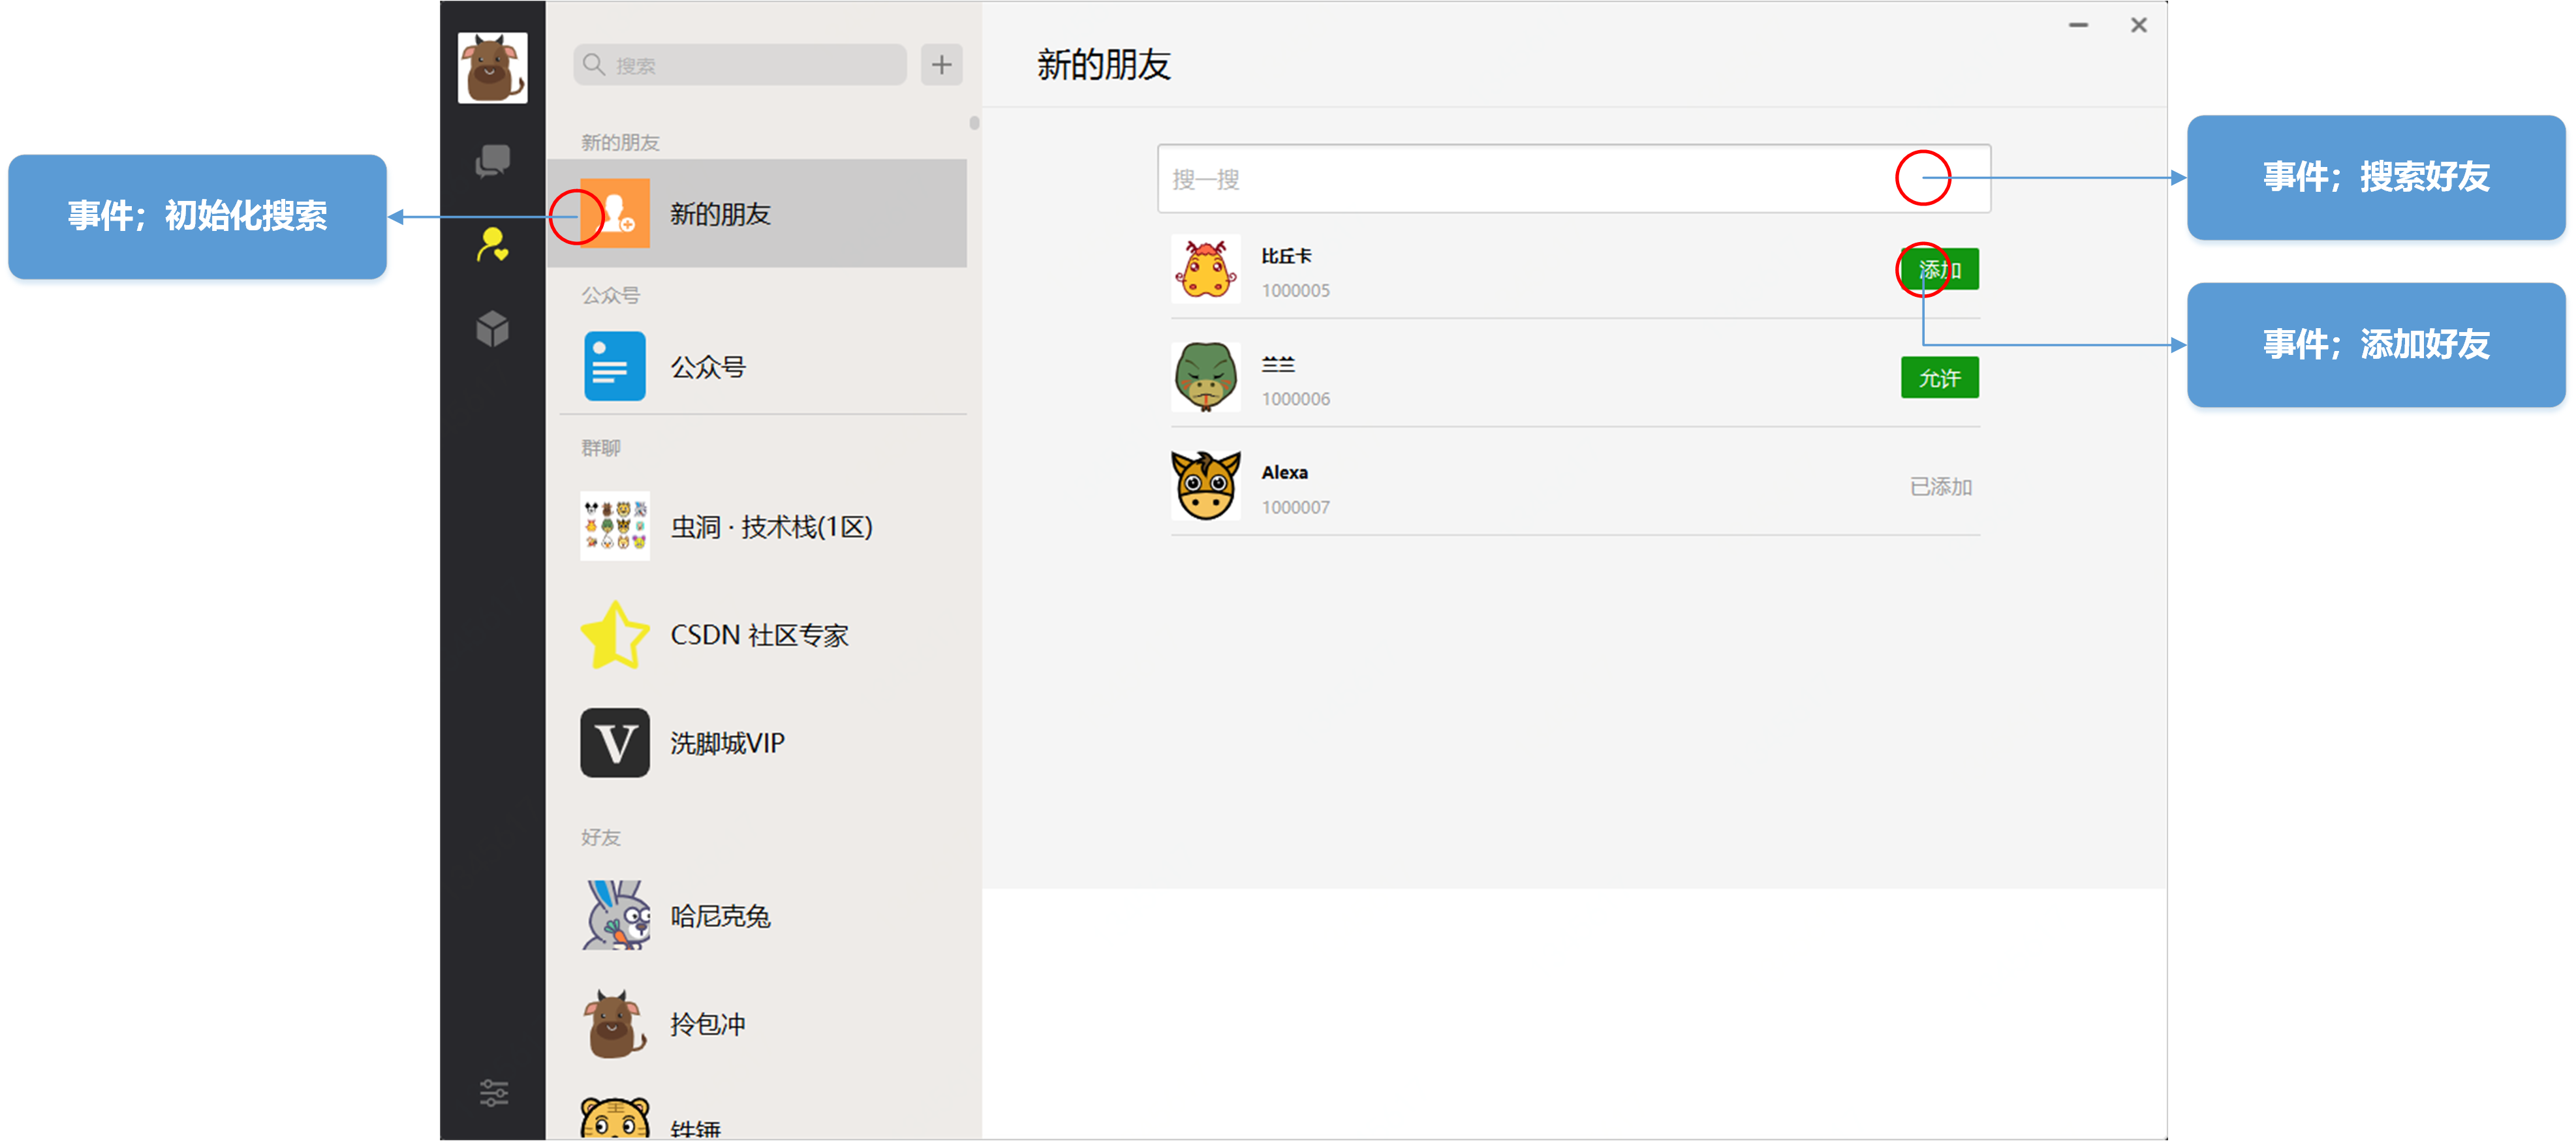 事件；初始化搜索
搜索
新的朋友
新的朋友
公众号
公众号
群聊
虫洞 · 技术栈(1区)
CSDN 社区专家
V
洗脚城VIP
好友
哈尼克兔
拎包冲
铁锤
新的朋友
搜一搜
比丘卡
1000005
添加
兰兰
1000006
允许
Alexa
1000007
已添加
事件；搜索好友
事件；添加好友